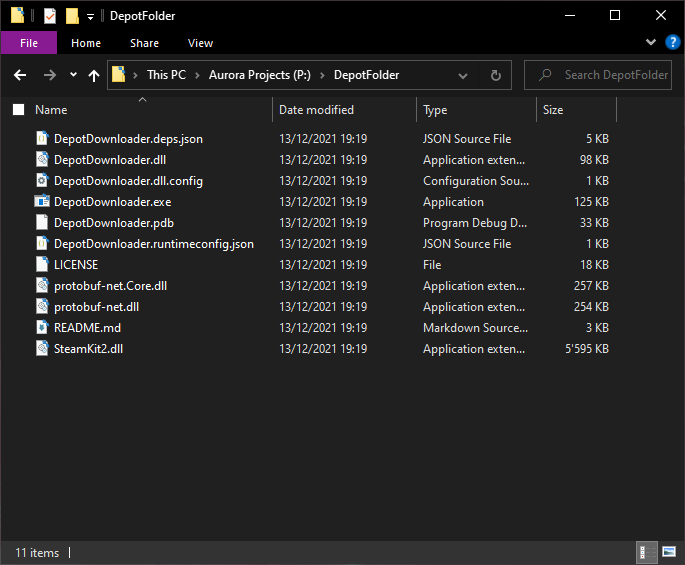 DepotFolder
File Home Share View
This PC > Aurora Projects (P:) > DepotFolder Search DepotFolder
Name Date modified Type Size
DepotDownloader.deps.json 13/12/2021 19:19 JSON Source File 5 KB
DepotDownloader.dll 13/12/2021 19:19 Application exten... 98 KB
DepotDownloader.dll.config 13/12/2021 19:19 Configuration Sou... 1 KB
DepotDownloader.exe 13/12/2021 19:19 Application 125 KB
DepotDownloader.pdb 13/12/2021 19:19 Program Debug D... 33 KB
DepotDownloader.runtimeconfig.json 13/12/2021 19:19 JSON Source File 1 KB
LICENSE 13/12/2021 19:19 File 18 KB
protobuf-net.Core.dll 13/12/2021 19:19 Application exten... 257 KB
protobuf-net.dll 13/12/2021 19:19 Application exten... 254 KB
README.md 13/12/2021 19:19 Markdown Source... 3 KB
SteamKit2.dll 13/12/2021 19:19 Application exten... 5'595 KB
11 items